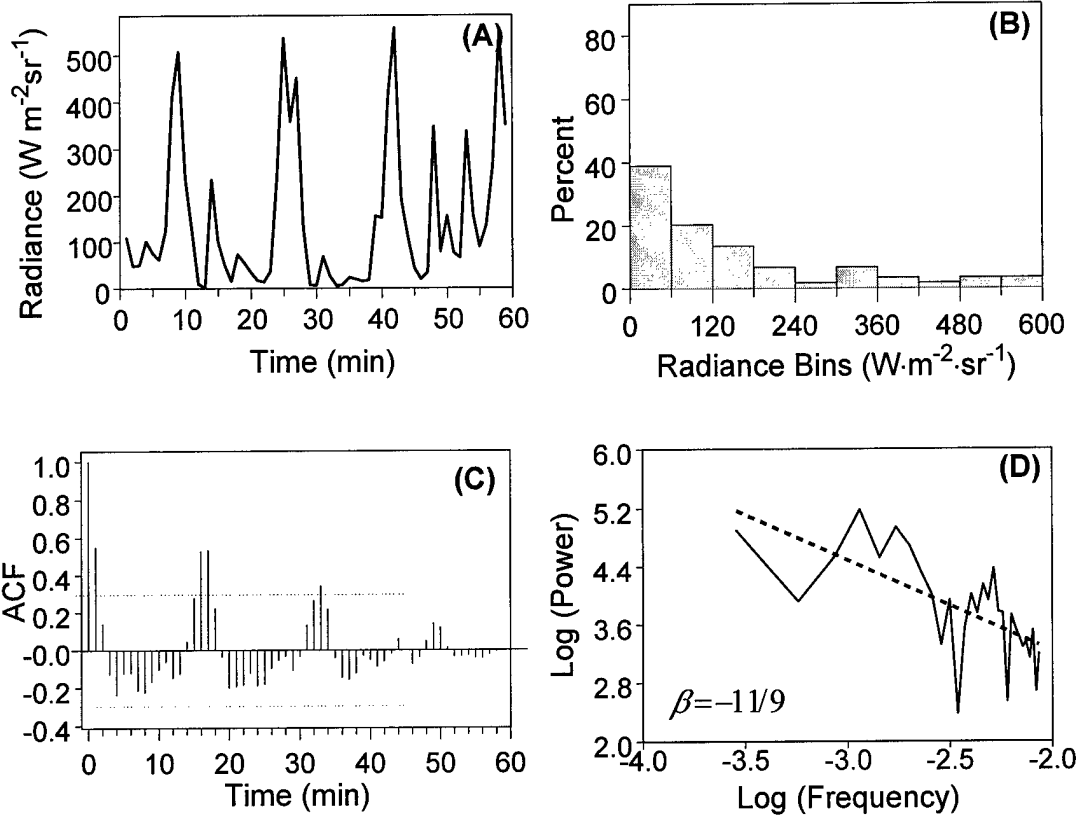 (A)
Radiance (W m⁻²sr⁻¹)
500
400
300
200
100
0
0 10 20 30 40 50 60
Time (min)
(B)
Percent
80
60
40
20
0
0 120 240 360 480 600
Radiance Bins (W·m⁻²·sr⁻¹)
(C)
ACF
1.0
0.8
0.6
0.4
0.2
-0.0
-0.2
-0.4
0 10 20 30 40 50 60
Time (min)
(D)
Log (Power)
6.0
5.2
4.4
3.6
2.8
2.0
β=-11/9
-4.0 -3.5 -3.0 -2.5 -2.0
Log (Frequency)